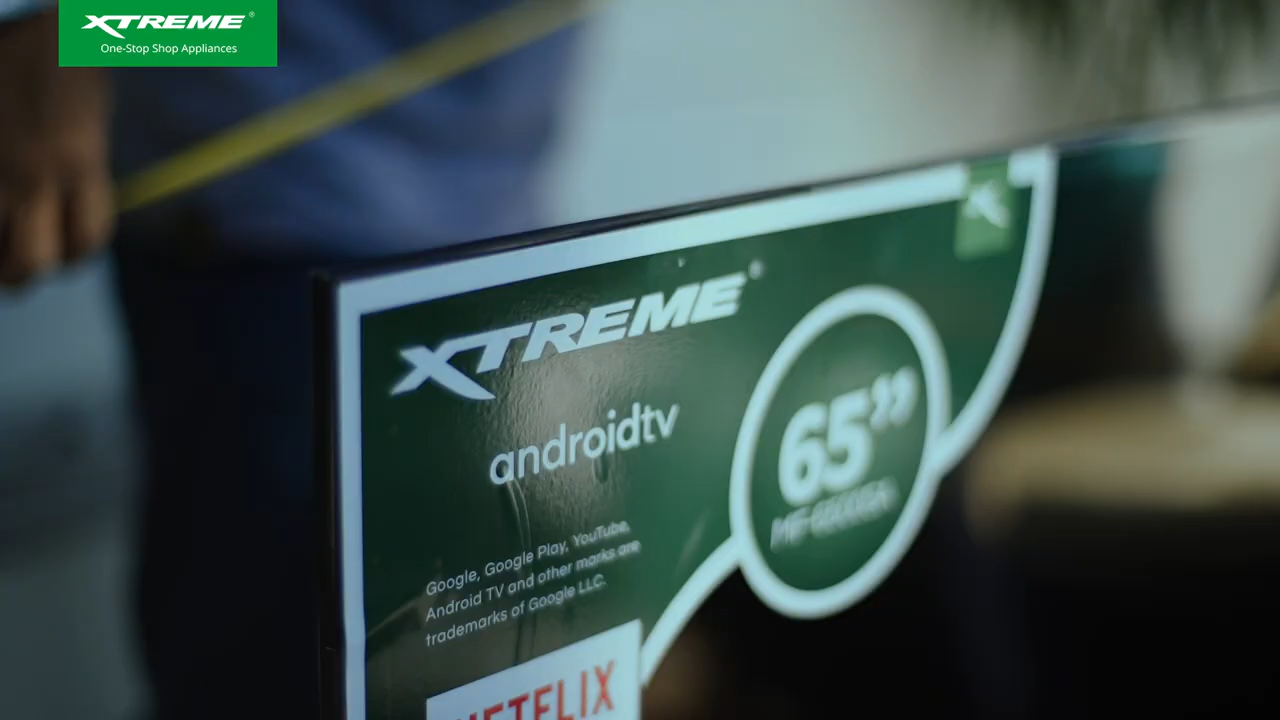 XTREME®
One-Stop Shop Appliances
XTREME
androidtv
65”
Google, Google Play, YouTube,
Android TV and other marks are
trademarks of Google LLC.
NETFLIX